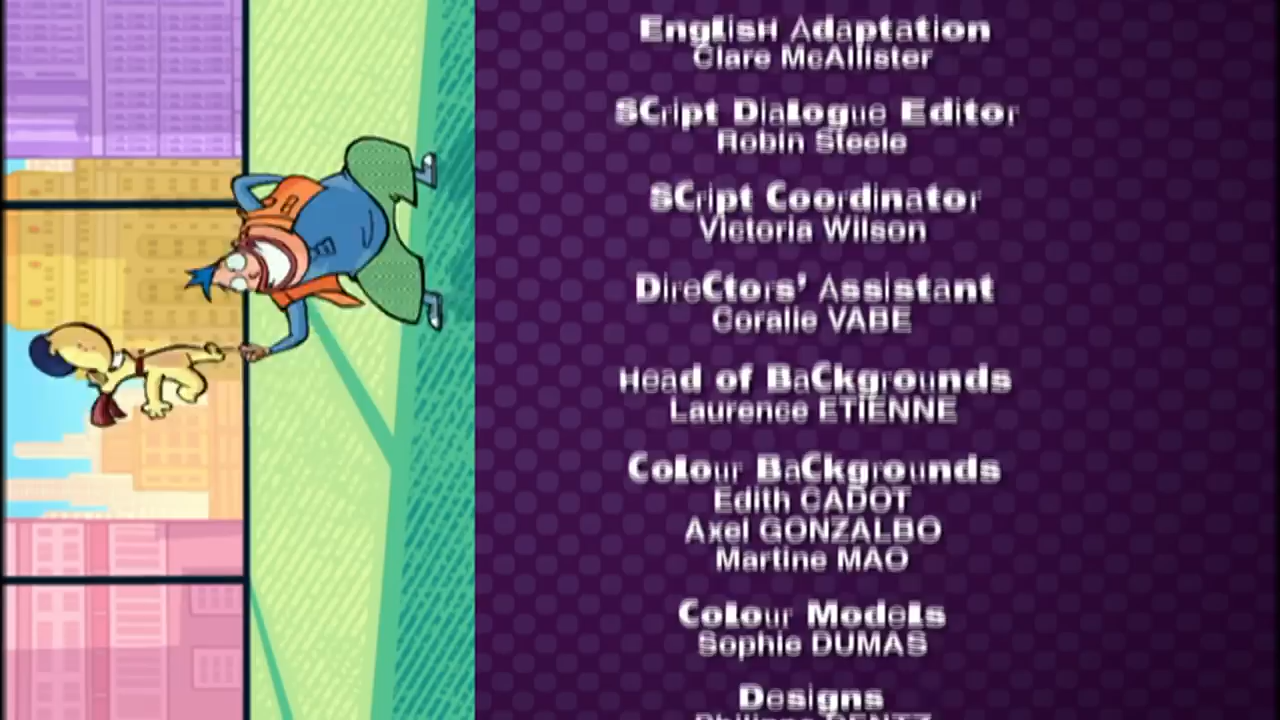 EngLisH Adaptation
Clare McAllister
SCript DiaLogue Editor
Robin Steele
SCript Coordinator
Victoria Wilson
DireCtors' Assistant
Coralie VABE
Head of BaCkgrounds
Laurence ETIENNE
CoLour BaCkgrounds
Edith CADOT
Axel GONZALBO
Martine MAO
CoLour ModeLs
Sophie DUMAS
Designs